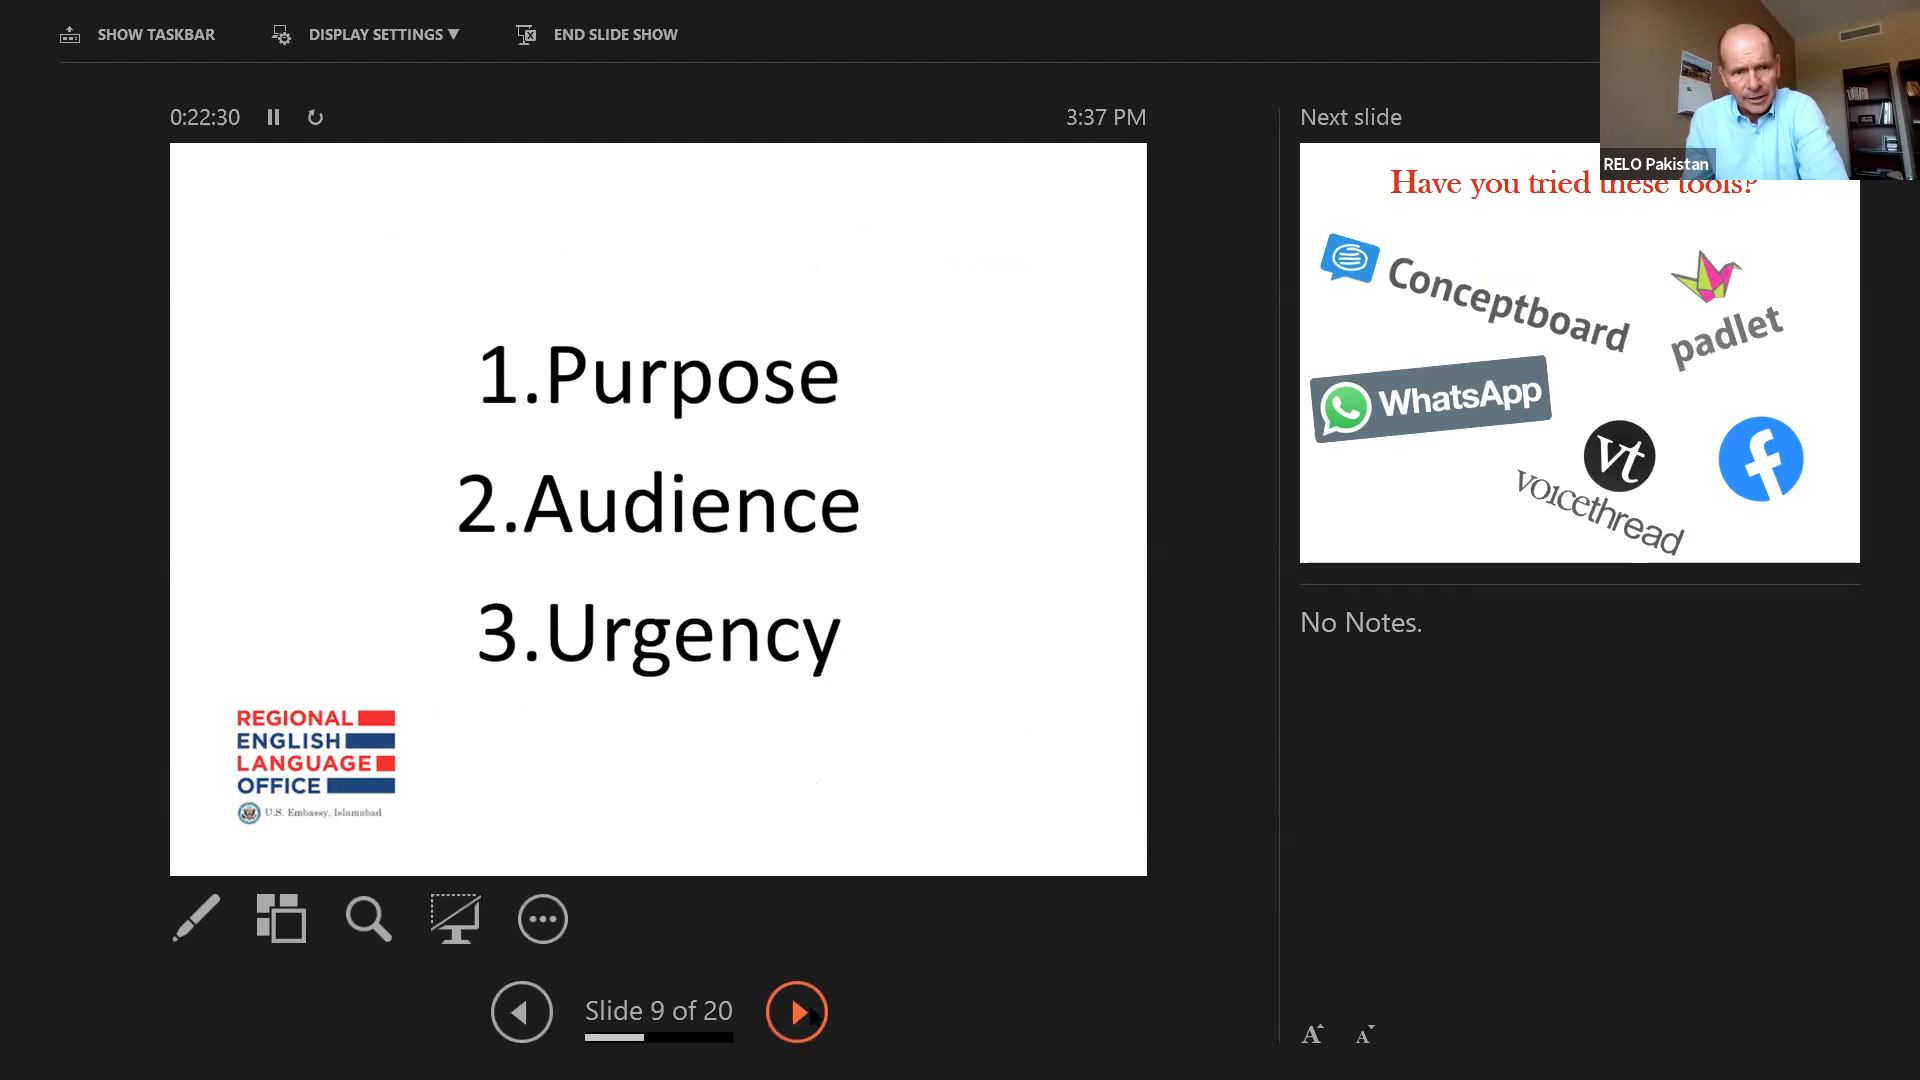 SHOW TASKBAR
DISPLAY SETTINGS ▼
END SLIDE SHOW
0:22:30
3:37 PM
Next slide
RELO Pakistan
1.Purpose
2.Audience
3.Urgency
REGIONAL
ENGLISH
LANGUAGE
OFFICE
U.S. Embassy, Islamabad
Have you tried these tools?
Conceptboard
padlet
WhatsApp
vt
voicethread
f
No Notes.
Slide 9 of 20
A
A